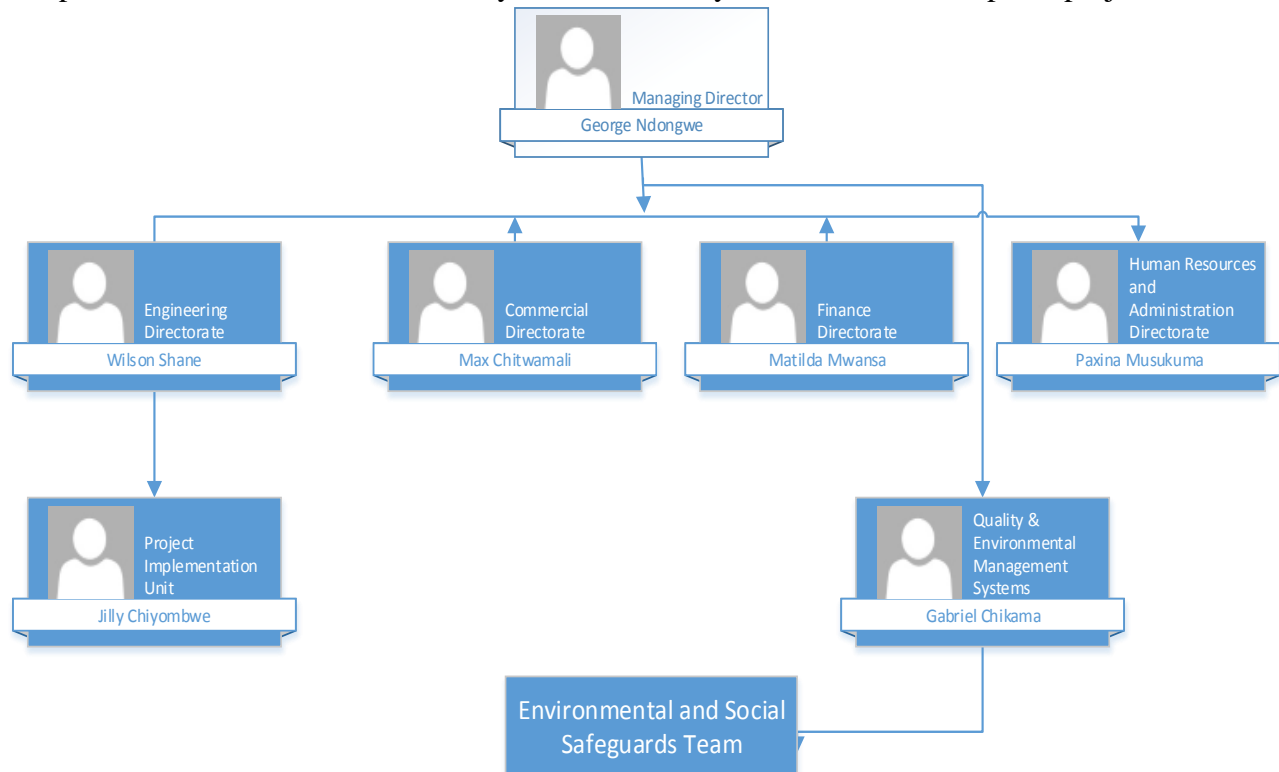 Managing Director
George Ndongwe
Engineering
Directorate
Wilson Shane
Commercial
Directorate
Max Chitwamali
Finance
Directorate
Matilda Mwansa
Human Resources
and
Administration
Directorate
Paxina Musukuma
Project
Implementation
Unit
Jilly Chiyombwe
Quality &
Environmental
Management
Systems
Gabriel Chikama
Environmental and Social
Safeguards Team